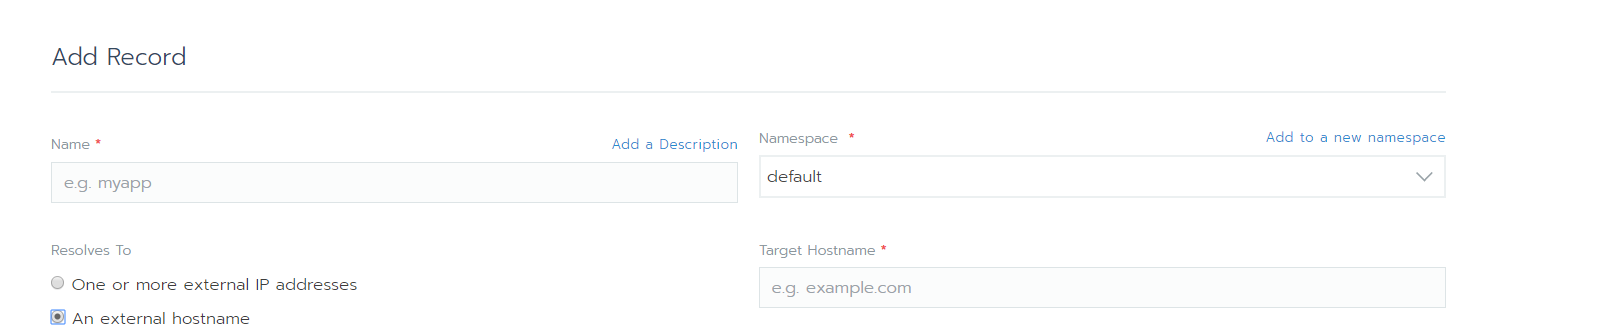 Add Record
Name * Add a Description
Namespace * Add to a new namespace
e.g. myapp
default
Resolves To
One or more external IP addresses
An external hostname
Target Hostname *
e.g. example.com